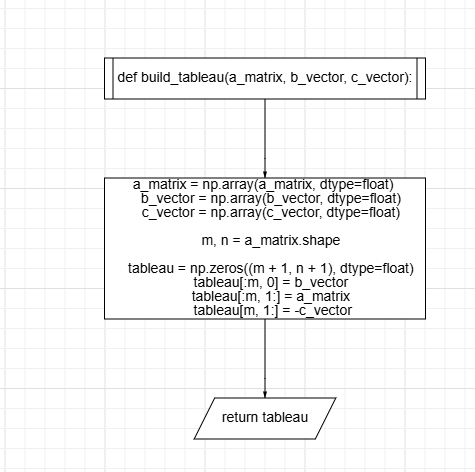 def build_tableau(a_matrix, b_vector, c_vector):
a_matrix = np.array(a_matrix, dtype=float)
b_vector = np.array(b_vector, dtype=float)
c_vector = np.array(c_vector, dtype=float)
m, n = a_matrix.shape
tableau = np.zeros((m + 1, n + 1), dtype=float)
tableau[:m, 0] = b_vector
tableau[:m, 1:] = a_matrix
tableau[m, 1:] = -c_vector
return tableau